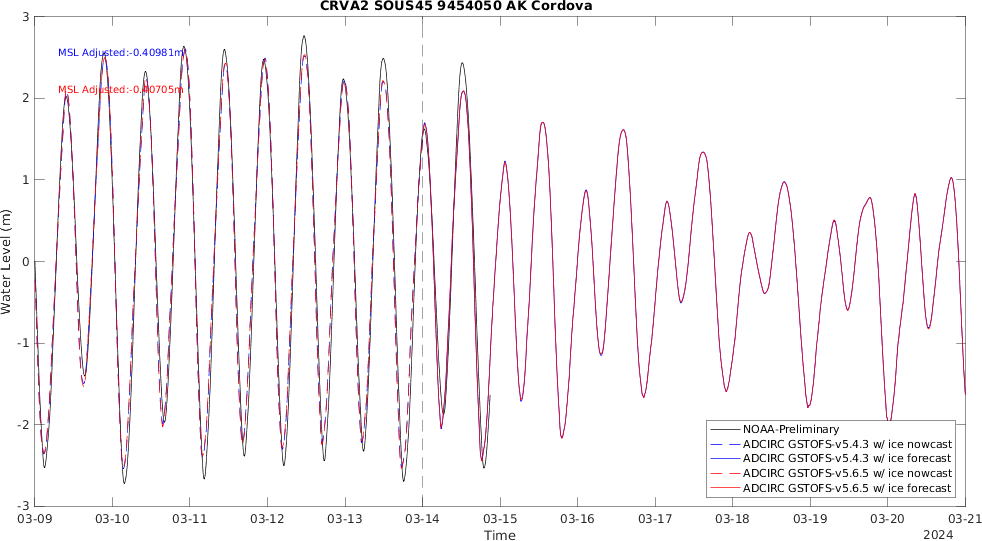 CRVA2 SOUS45 9454050 AK Cordova
3
MSL Adjusted:-0.40981m
MSL Adjusted:-0.40705m
2
1
0
-1
-2
-3
Water Level (m)
NOAA-Preliminary
ADCIRC GSTOFS-v5.4.3 w/ ice nowcast
ADCIRC GSTOFS-v5.4.3 w/ ice forecast
ADCIRC GSTOFS-v5.6.5 w/ ice nowcast
ADCIRC GSTOFS-v5.6.5 w/ ice forecast
03-09 03-10 03-11 03-12 03-13 03-14 03-15 03-16 03-17 03-18 03-19 03-20 03-21
Time
2024